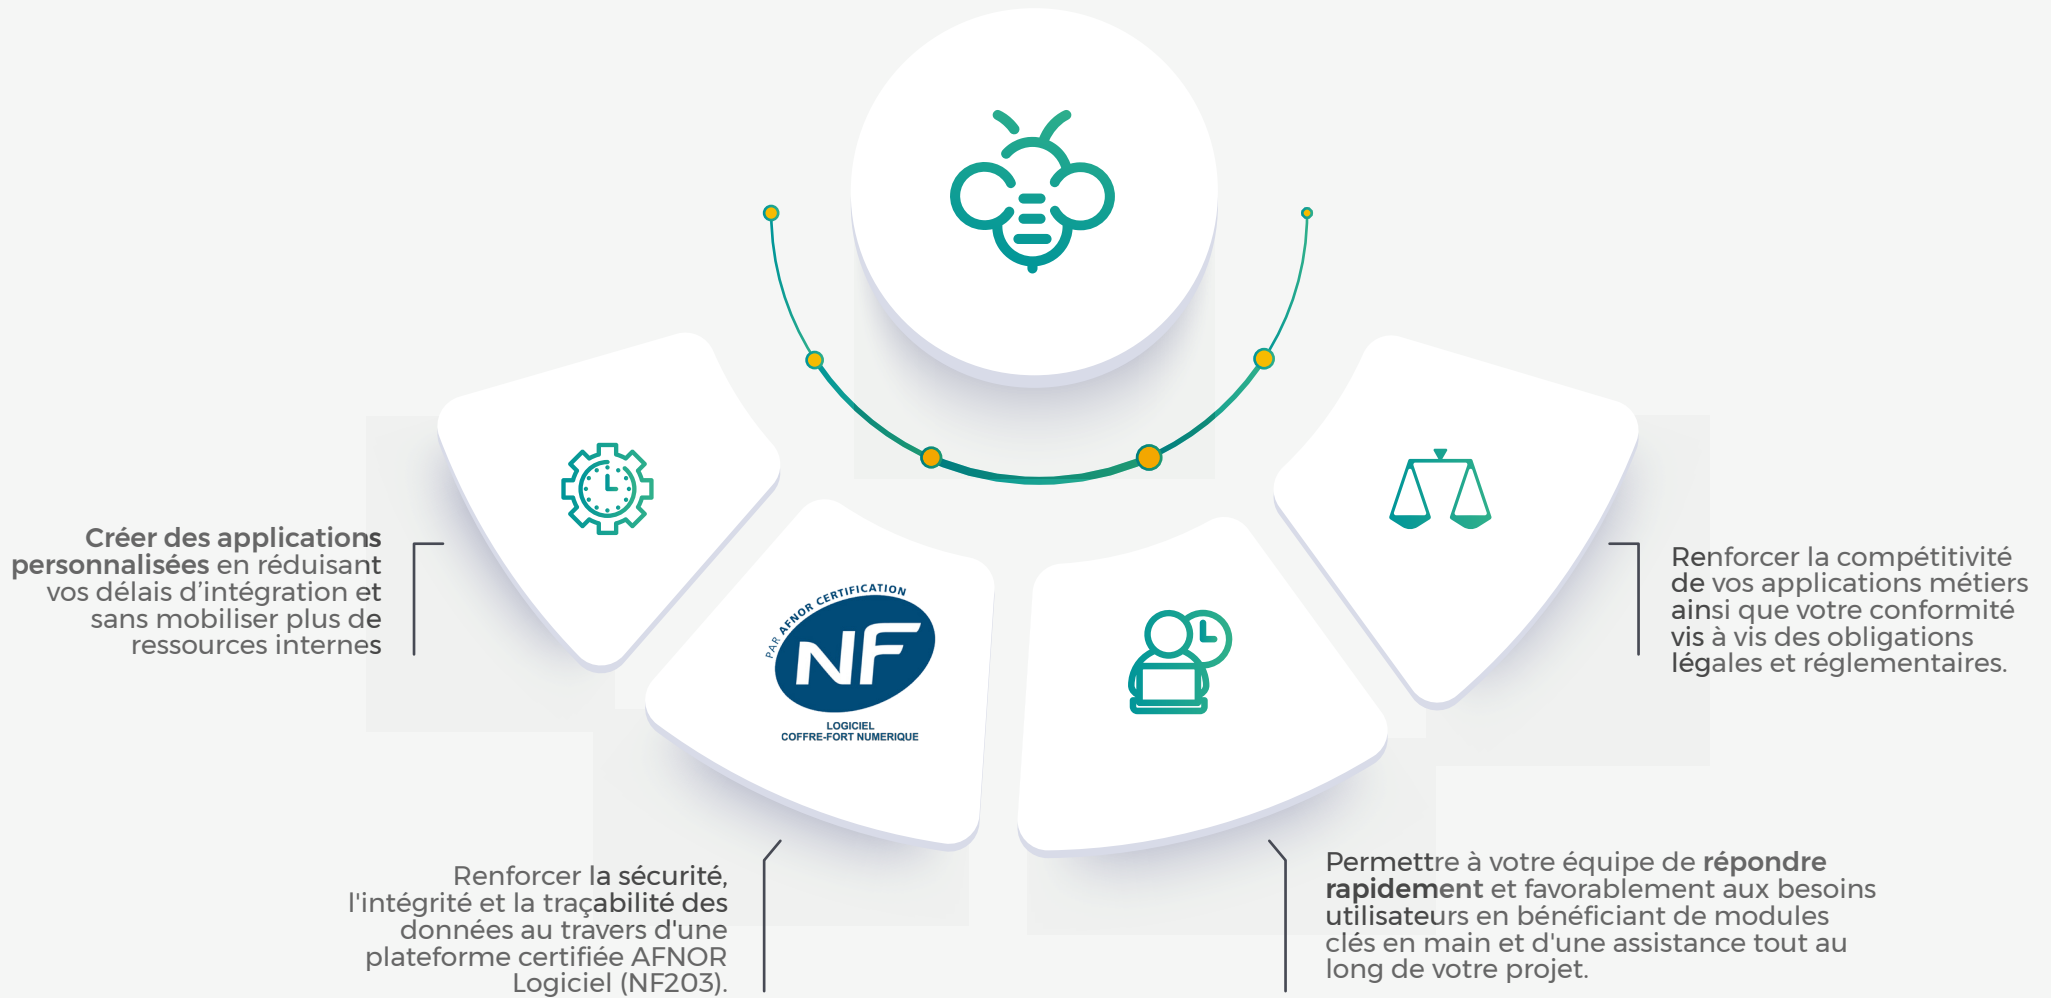 Créer des applications
personnalisées en réduisant
vos délais d’intégration et
sans mobiliser plus de
ressources internes
PAR AFNOR CERTIFICATION
NF
LOGICIEL
COFFRE-FORT NUMERIQUE
Renforcer la sécurité,
l'intégrité et la traçabilité des
données au travers d'une
plateforme certifiée AFNOR
Logiciel (NF203).
Permettre à votre équipe de répondre
rapidement et favorablement aux besoins
utilisateurs en bénéficiant de modules
clés en main et d'une assistance tout au
long de votre projet.
Renforcer la compétitivité
de vos applications métiers
ainsi que votre conformité
vis à vis des obligations
légales et réglementaires.